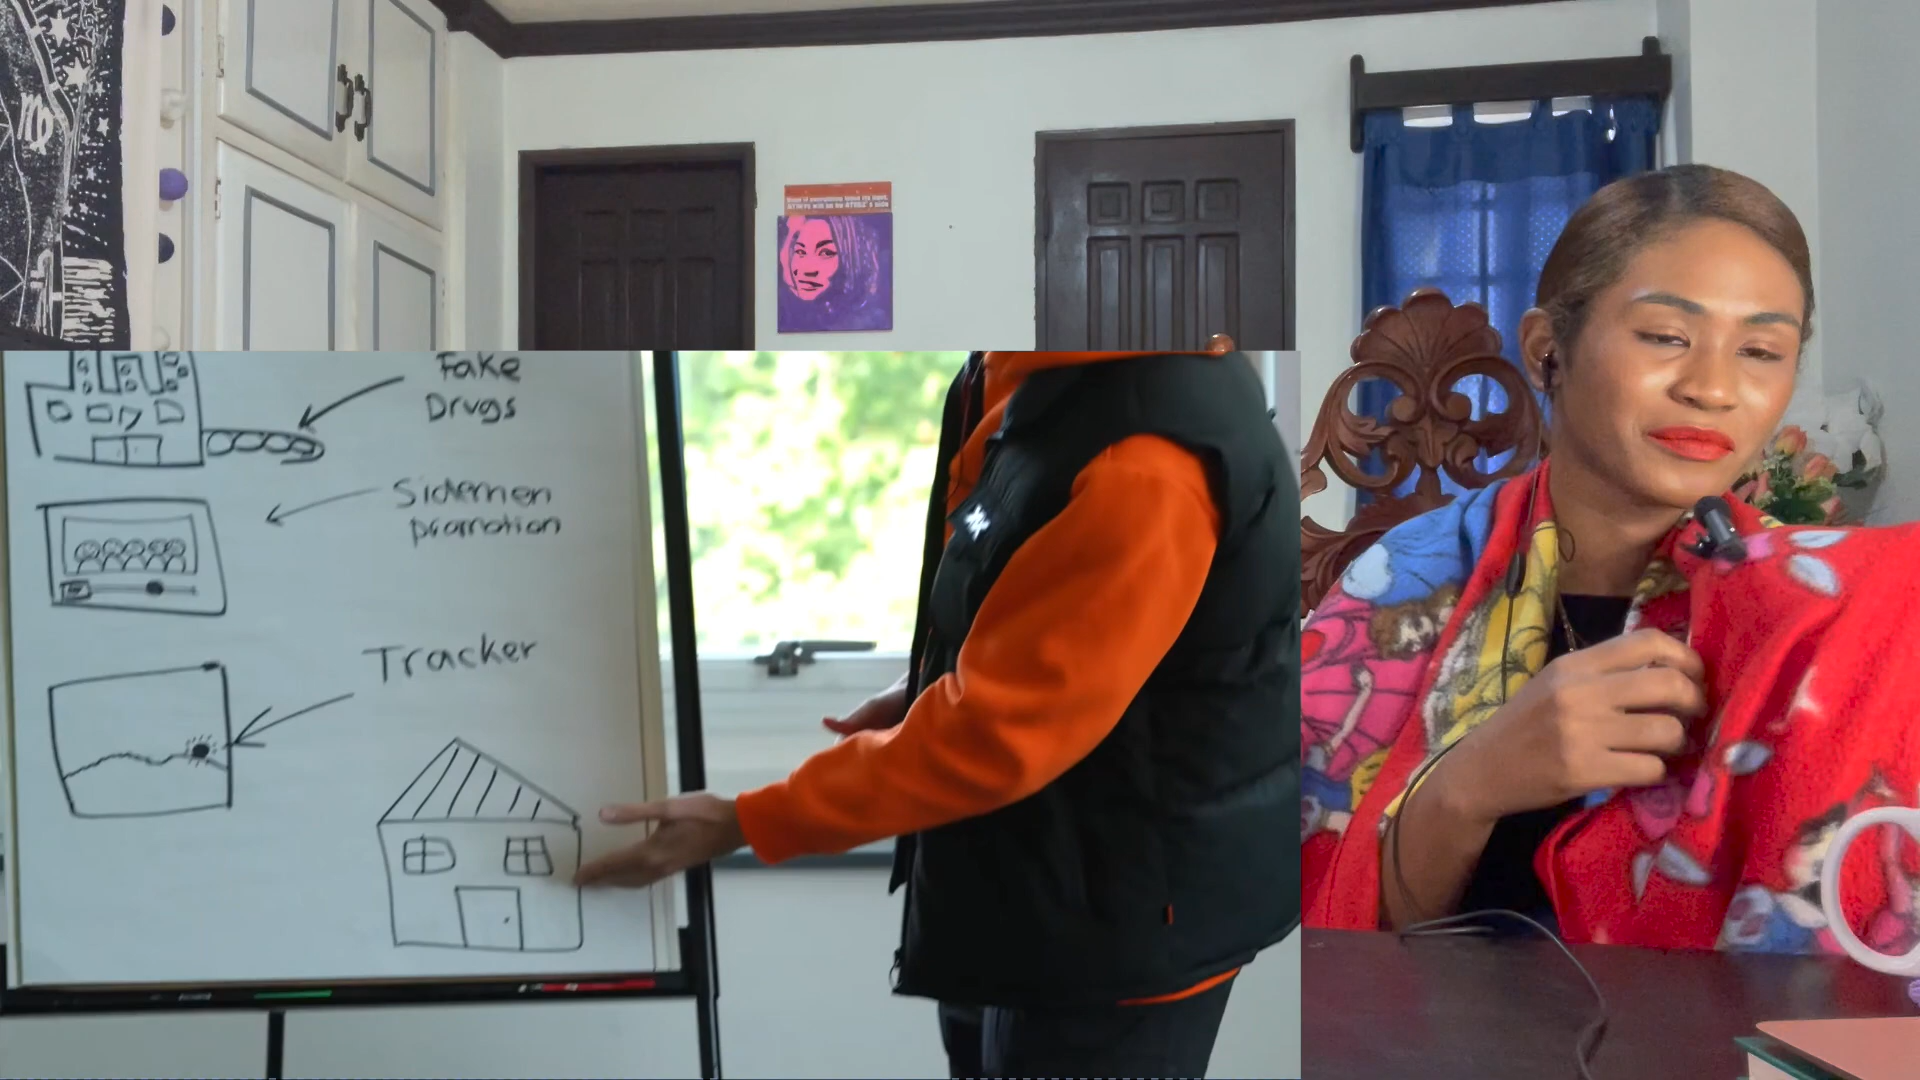 Fake
Drugs
Sidemen
promotion
Tracker